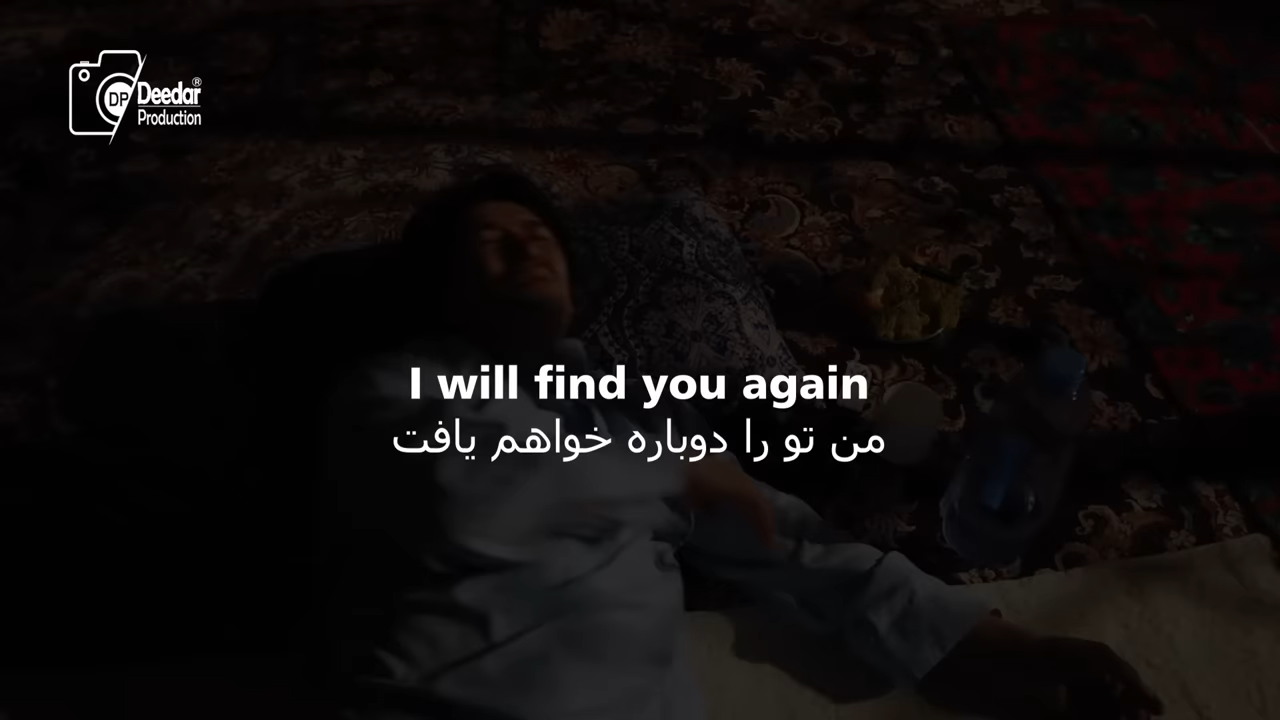 DP
Deedar®
Production
I will find you again
من تو را دوباره خواهم یافت